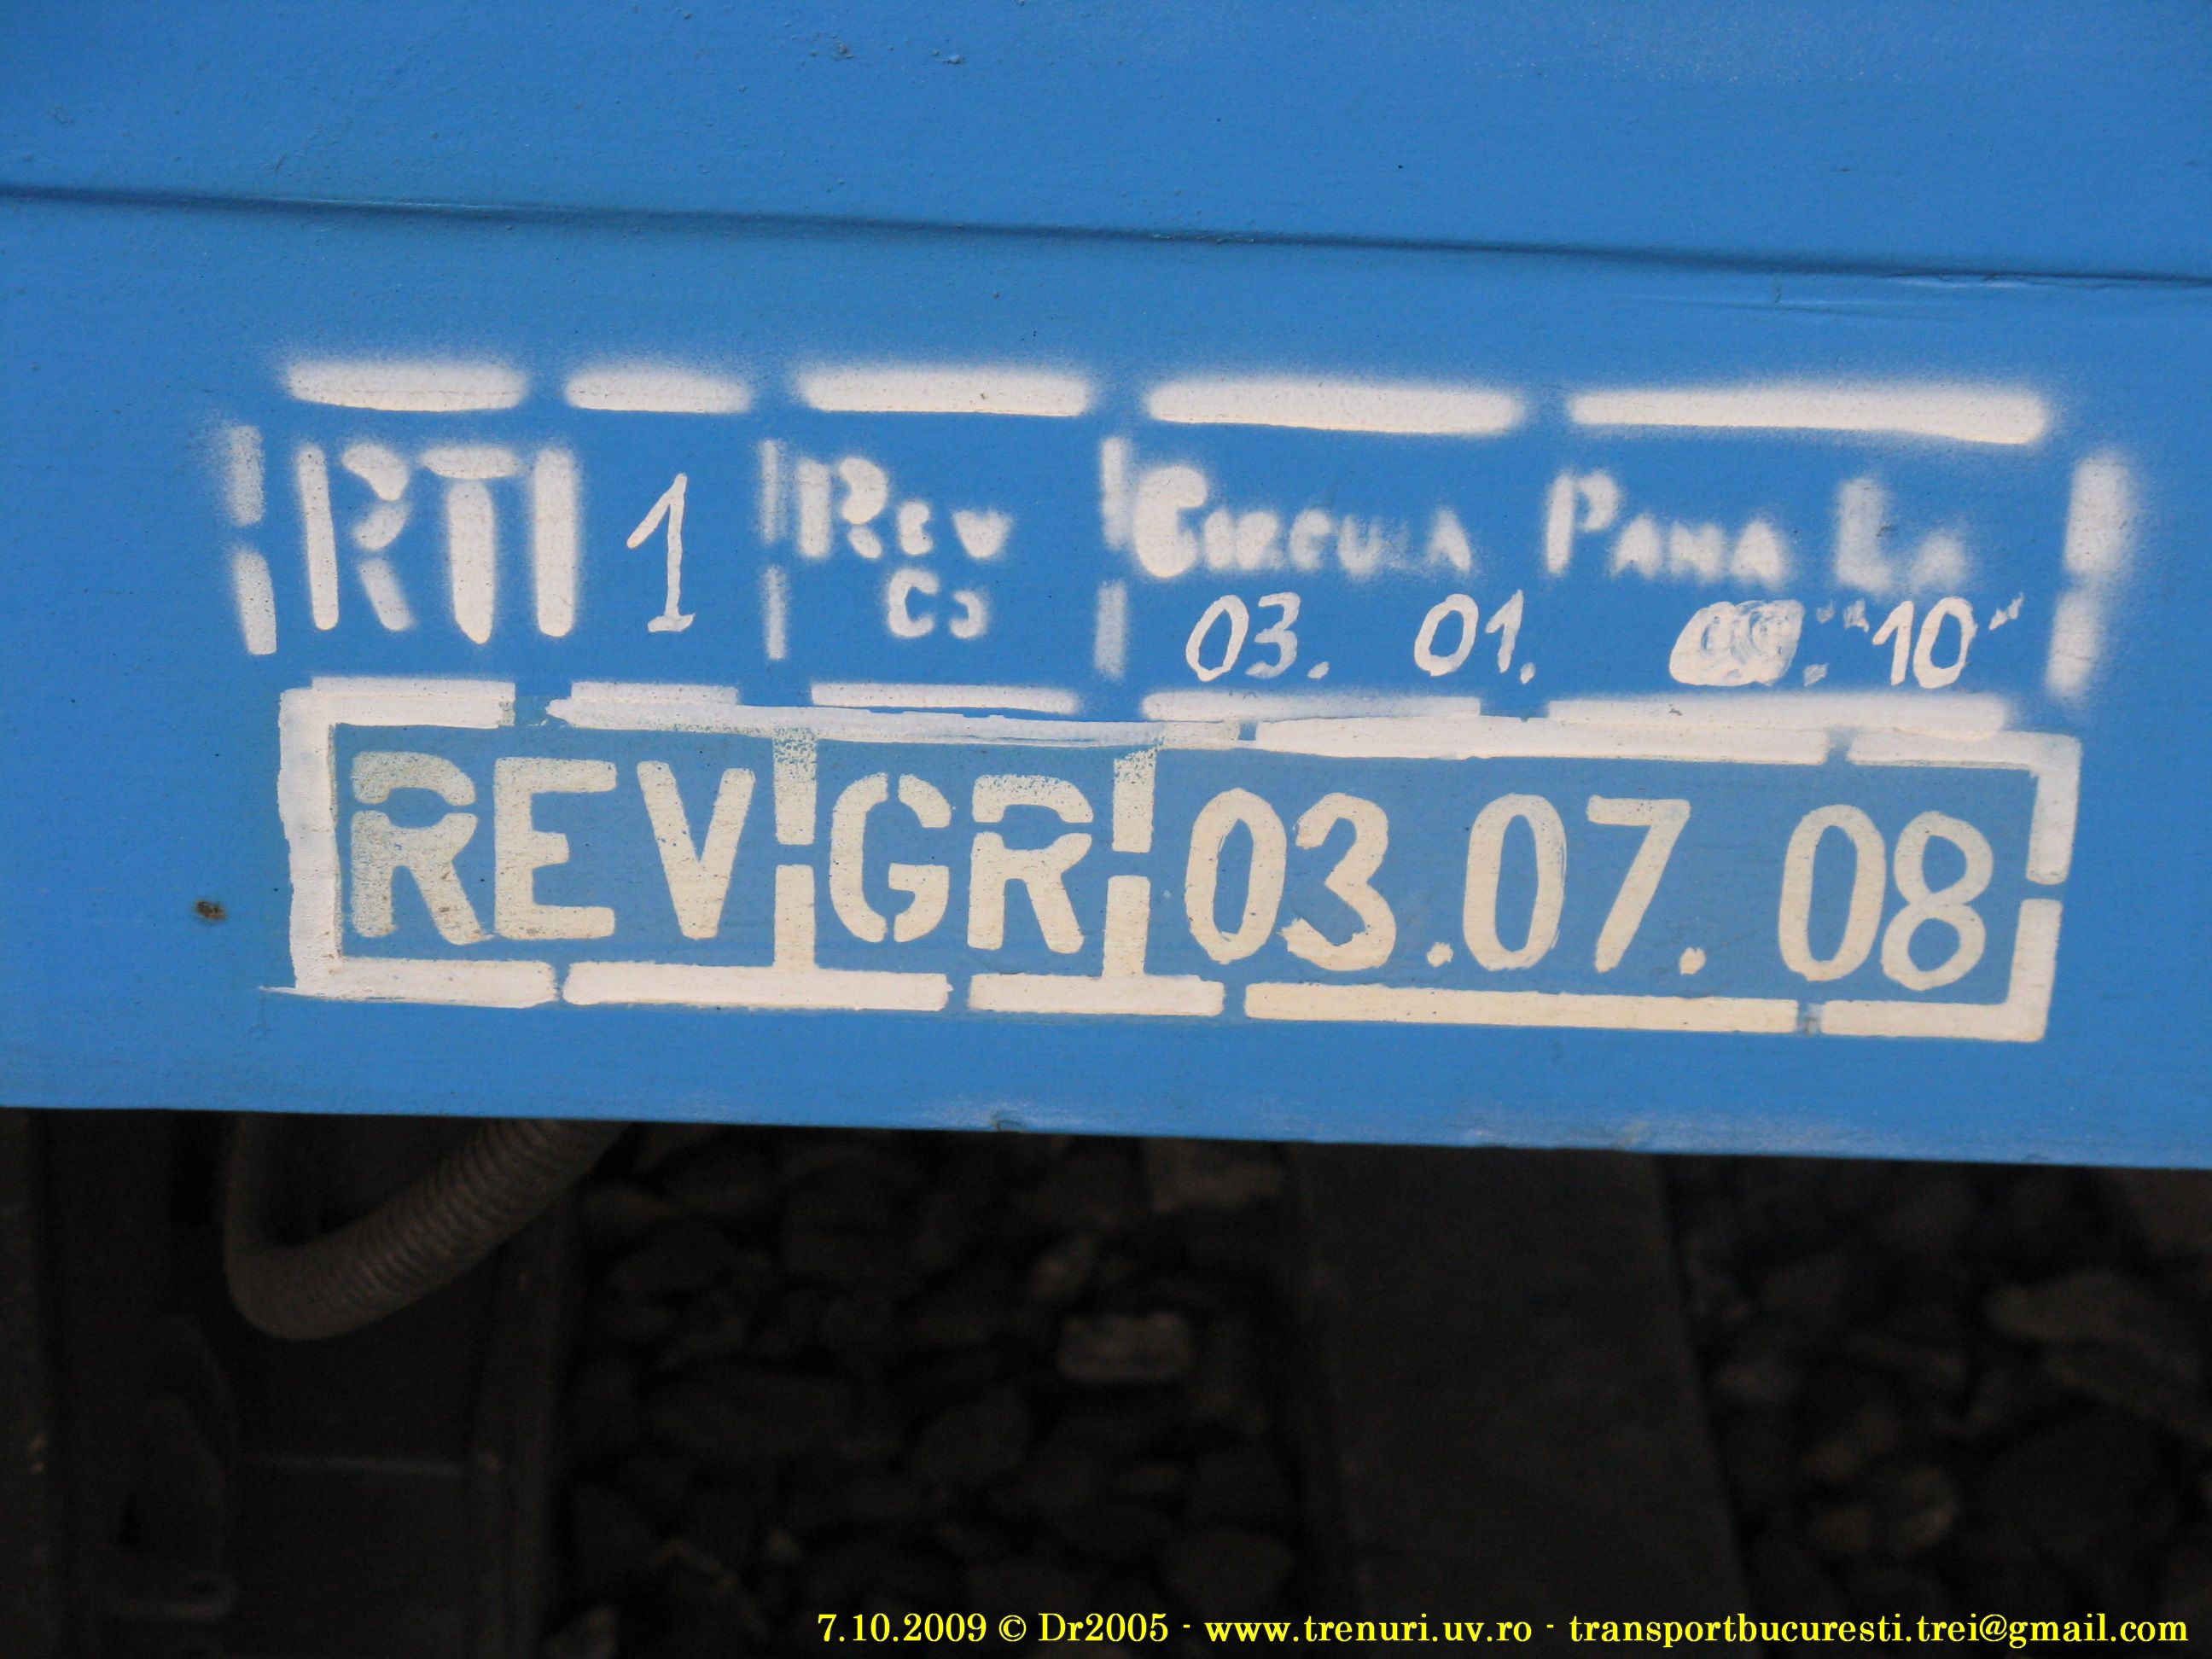 RTI 1 Rev Circula Pana La
Co 03. 01. . "10"
REV GR 03.07.08
7.10.2009 © Dr2005 - www.trenuri.uv.ro - transportbucuresti.trei@gmail.com